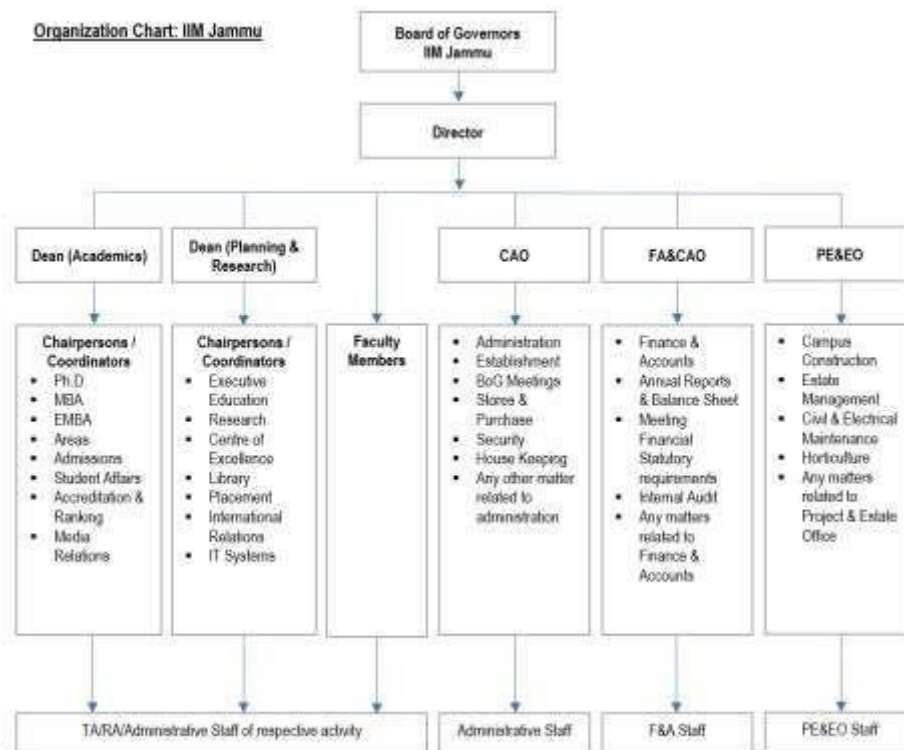 Organization Chart: IIM Jammu
Board of Governors
IIM Jammu
Director
Dean (Academics)
Dean (Planning &
Research)
CAO
FA&CAO
PE&EO
Chairpersons /
Coordinators
▪ Ph.D
▪ MBA
▪ EMBA
▪ Areas
▪ Admissions
▪ Student Affairs
▪ Accreditation &
Ranking
▪ Media
Relations
Chairpersons /
Coordinators
▪ Executive
Education
▪ Research
▪ Centre of
Excellence
▪ Library
▪ Placement
▪ International
Relations
▪ IT Systems
Faculty
Members
▪ Administration
▪ Establishment
▪ BoG Meetings
▪ Stores &
Purchase
▪ Security
▪ House Keeping
▪ Any other matter
related to
administration
▪ Finance &
Accounts
▪ Annual Reports
& Balance Sheet
▪ Meeting
Financial
Statutory
requirements
▪ Internal Audit
▪ Any matters
related to
Finance &
Accounts
▪ Campus
Construction
▪ Estate
Management
▪ Civil & Electrical
Maintenance
▪ Horticulture
▪ Any matters
related to
Project & Estate
Office
TA/RA/Administrative Staff of respective activity
Administrative Staff
F&A Staff
PE&EO Staff